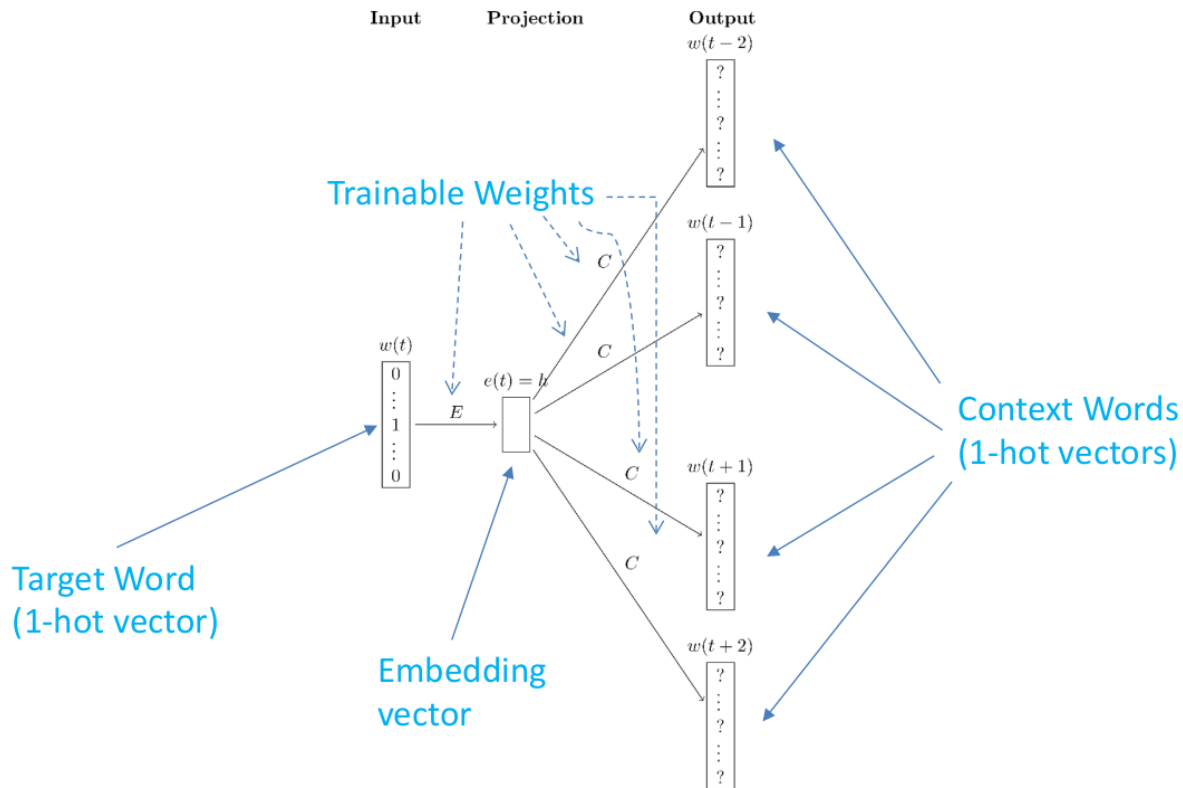 Input Projection Output
w(t − 2)
?
⋮
?
⋮
?
Trainable Weights
w(t − 1)
?
⋮
?
⋮
?
C
C
w(t)
0
⋮
1
⋮
0
E
e(t) = h
Context Words
(1-hot vectors)
C
w(t + 1)
?
⋮
?
⋮
?
C
Target Word
(1-hot vector)
Embedding
vector
w(t + 2)
?
⋮
?
⋮
?